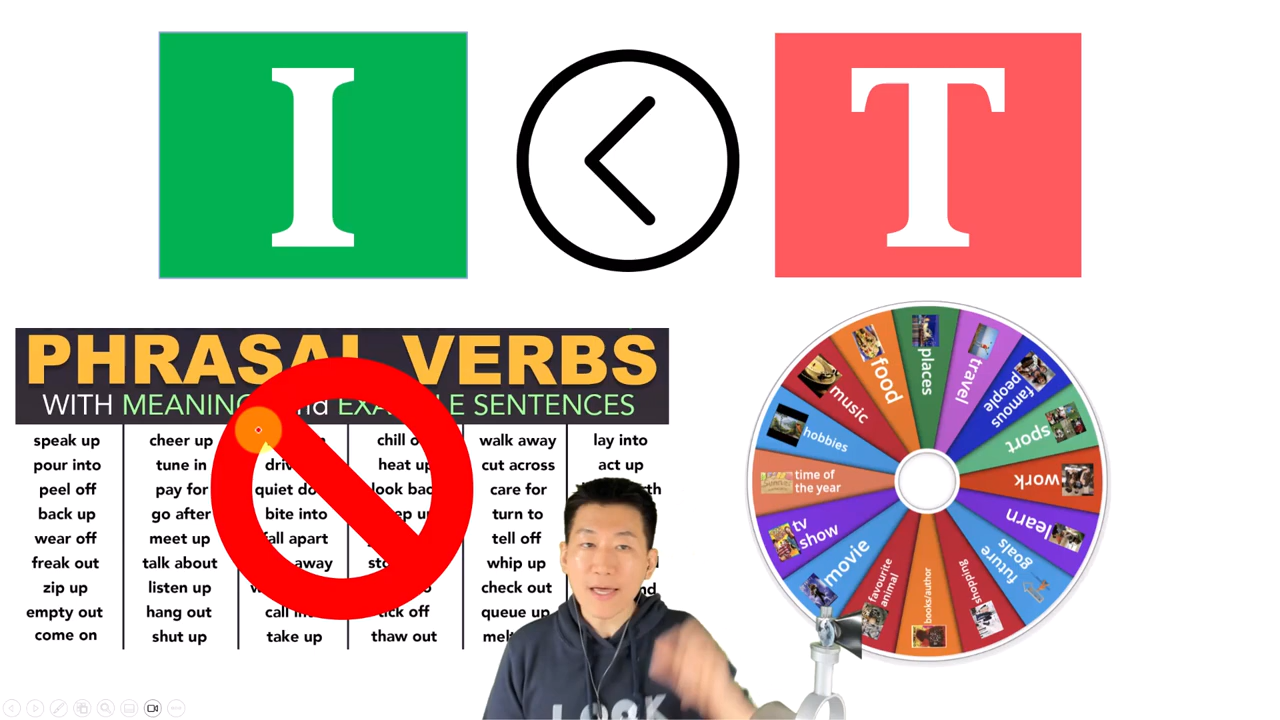 I < T
PHRASAL VERBS
WITH MEANING and EXAMPLE SENTENCES
speak up cheer up chill walk away lay into
pour into tune in heat up cut across act up
peel off pay for quiet look care for
back up go after bite into up turn to
wear off meet up fall apart tell off
freak out talk about away whip up
zip up listen up check out
empty out hang out call off queue up
come on shut up take up thaw out
places
travel
famous
people
sport
work
learn
future
goals
shopping
books/author
favourite
animal
movie
tv
show
time of
the year
hobbies
music
food
LOOK